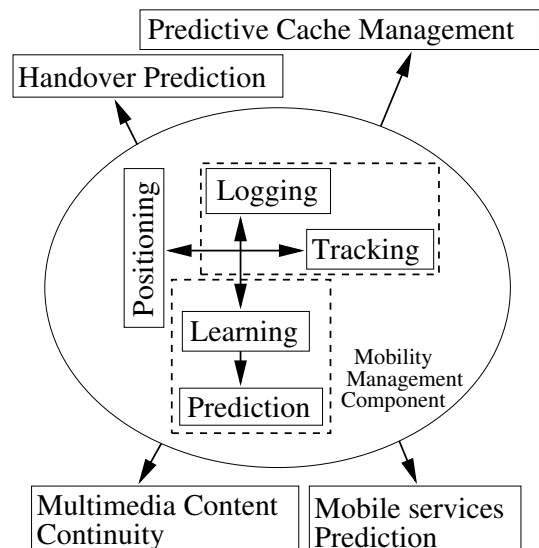 Predictive Cache Management
Handover Prediction
Logging
Positioning
Tracking
Learning
Mobility
Management
Component
Prediction
Multimedia Content
Continuity
Mobile services
Prediction